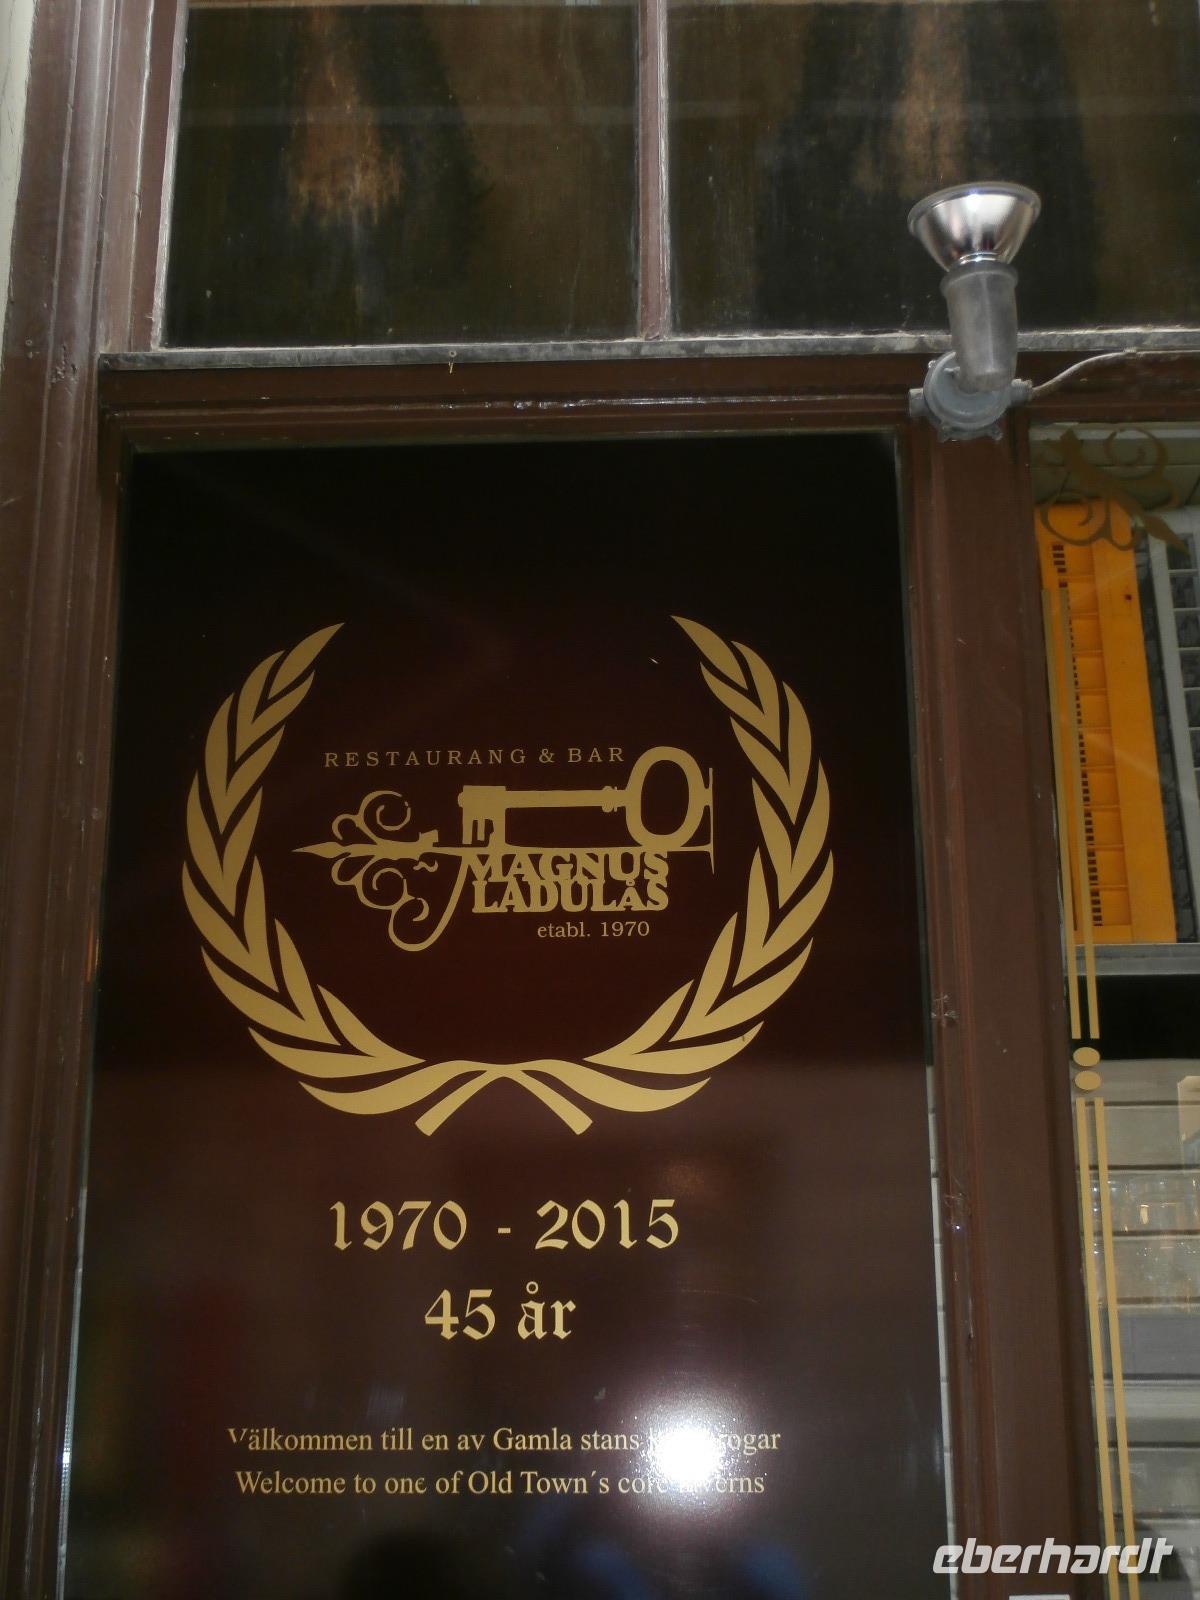 RESTAURANG & BAR
MAGNUS
LADULÅS
etabl. 1970
1970 - 2015
45 år
Välkommen till en av Gamla stans
Welcome to one of Old Town´s core
eberhardt